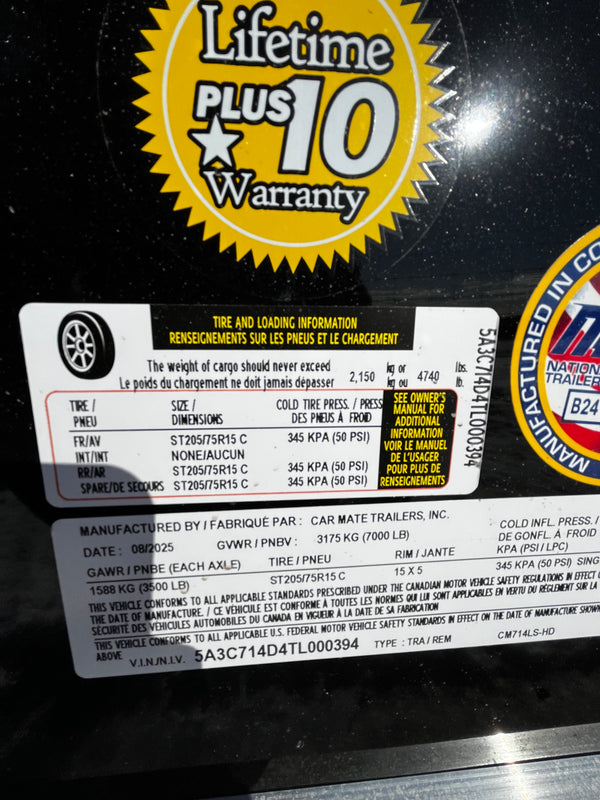 Lifetime
PLUS 10
Warranty
TIRE AND LOADING INFORMATION
RENSEIGNEMENTS SUR LES PNEUS ET LE CHARGEMENT
The weight of cargo should never exceed
Le poids du chargement ne doit jamais dépasser
2,150 kg or 4740 lbs.
kg ou lb.
TIRE / SIZE / COLD TIRE PRESS. / PRESS
PNEU DIMENSIONS DES PNEUS À FROID
FR/AV ST205/75R15 C 345 KPA (50 PSI)
INT/INT NONE/AUCUN
RR/AR ST205/75R15 C 345 KPA (50 PSI)
SPARE/DE SECOURS ST205/75R15 C 345 KPA (50 PSI)
SEE OWNER'S
MANUAL FOR
ADDITIONAL
INFORMATION
VOIR LE MANUEL
DE L'USAGER
POUR PLUS DE
RENSEIGNEMENTS
5A3C714D4TL000394
MANUFACTURED IN CO
NATION
TRAILER
B24
MANUFACTURED BY / FABRIQUÉ PAR : CAR MATE TRAILERS, INC.
DATE : 08/2025 GVWR / PNBV : 3175 KG (7000 LB)
COLD INFL. PRESS. /
DE GONFL. À FROID
KPA (PSI / LPC)
GAWR / PNBE (EACH AXLE) TIRE / PNEU RIM / JANTE
1588 KG (3500 LB) ST205/75R15 C 15 X 5 345 KPA (50 PSI) SING
THIS VEHICLE CONFORMS TO ALL APPLICABLE STANDARDS PRESCRIBED UNDER THE CANADIAN MOTOR VEHICLE SAFETY REGULATIONS IN EFFECT O
THE DATE OF MANUFACTURE. / CE VÉHICULE EST CONFORME À TOUTES LES NORMES QUI LUI SONT APPLICABLES EN VERTU DU RÈGLEMENT SUR LA
SÉCURITÉ DES VÉHICULES AUTOMOBILES DU CANADA EN VIGUEUR À LA DATE DE SA FABRICATION
THIS VEHICLE CONFORMS TO ALL APPLICABLE U.S. FEDERAL MOTOR VEHICLE SAFETY STANDARDS IN EFFECT ON THE DATE OF MANUFACTURE SHOWN
ABOVE V.I.N./N.I.V. 5A3C714D4TL000394 TYPE : TRA / REM CM714LS-HD